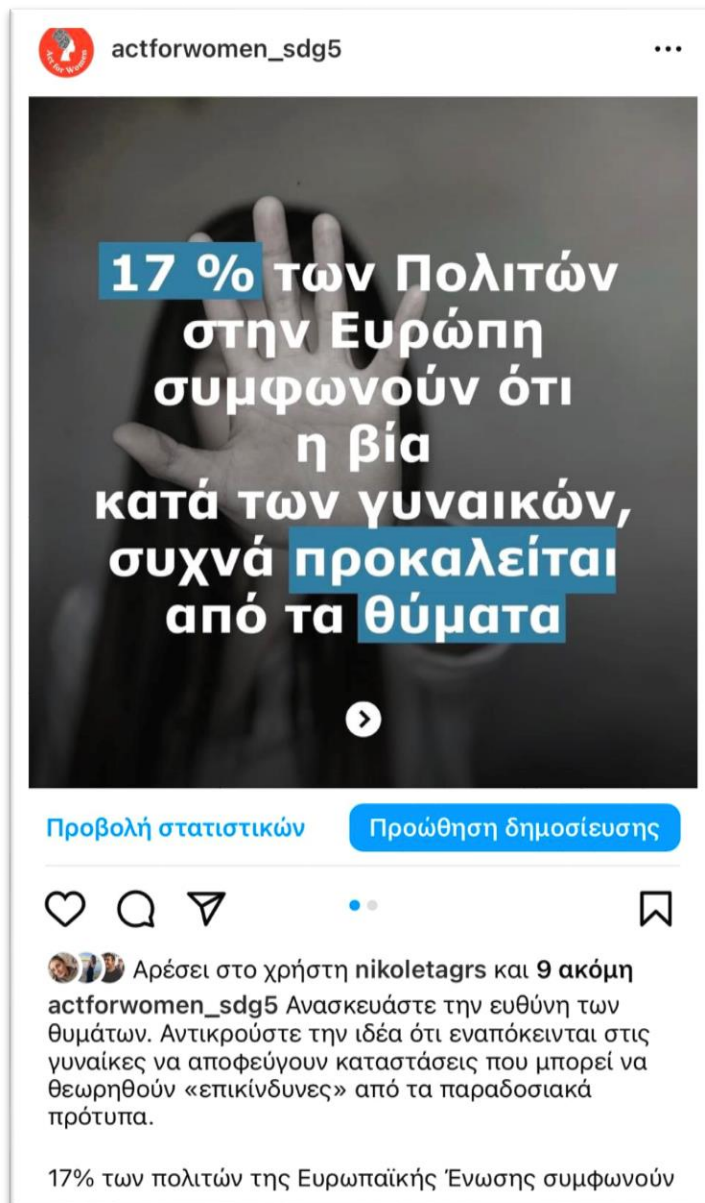 Act for Women
actforwomen_sdg5
17 % των Πολιτών
στην Ευρώπη
συμφωνούν ότι
η βία
κατά των γυναικών,
συχνά προκαλείται
από τα θύματα
Προβολή στατιστικών
Προώθηση δημοσίευσης
Αρέσει στο χρήστη nikoletagrs και 9 ακόμη
actforwomen_sdg5 Ανασκευάστε την ευθύνη των
θυμάτων. Αντικρούστε την ιδέα ότι εναπόκεινται στις
γυναίκες να αποφεύγουν καταστάσεις που μπορεί να
θεωρηθούν «επικίνδυνες» από τα παραδοσιακά
πρότυπα.
17% των πολιτών της Ευρωπαϊκής Ένωσης συμφωνούν